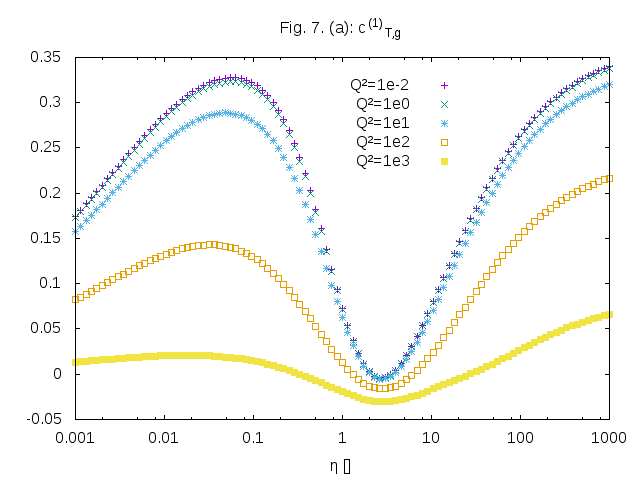 Fig. 7. (a): c(1)T,g
0.35
0.3
0.25
0.2
0.15
0.1
0.05
0
-0.05
Q²=1e-2
Q²=1e0
Q²=1e1
Q²=1e2
Q²=1e3
0.001 0.01 0.1 1 10 100 1000
η []